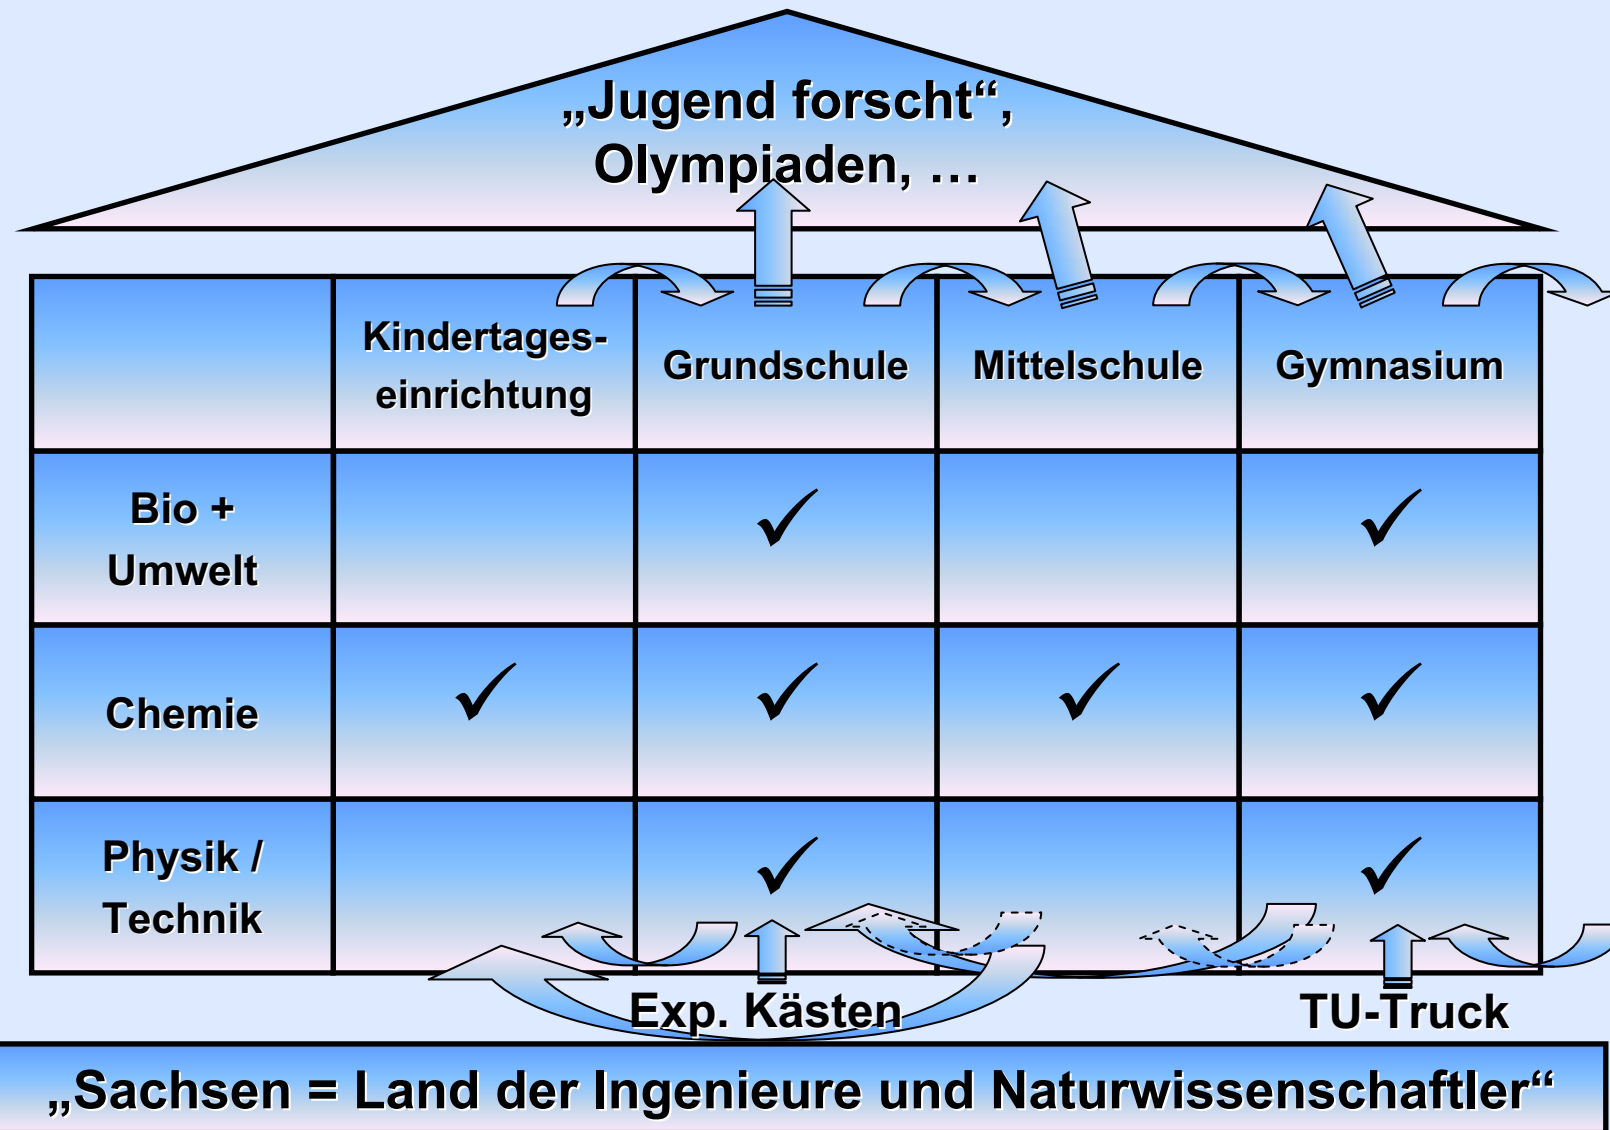 „Jugend forscht“,
Olympiaden, …
Kindertages-
einrichtung
Grundschule
Mittelschule
Gymnasium
Bio +
Umwelt
✓
✓
Chemie
✓
✓
✓
✓
Physik /
Technik
✓
✓
Exp. Kästen
TU-Truck
„Sachsen = Land der Ingenieure und Naturwissenschaftler“